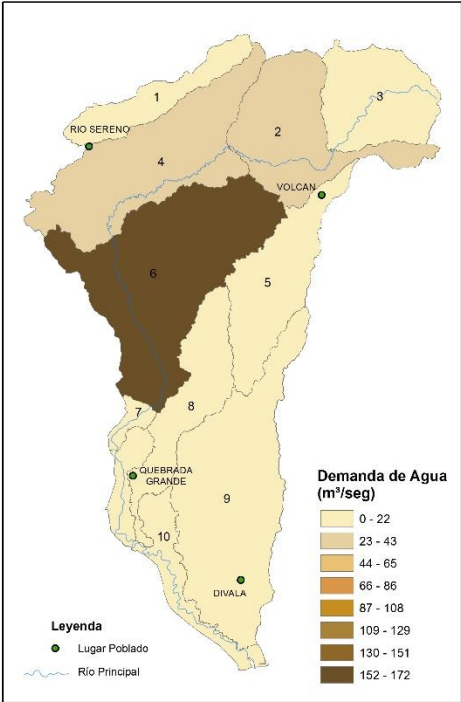 1
RIO SERENO
2
3
4
VOLCAN
5
6
7
8
QUEBRADA
GRANDE
9
10
DIVALA
Demanda de Agua
(m³/seg)
0 - 22
23 - 43
44 - 65
66 - 86
87 - 108
109 - 129
130 - 151
152 - 172
Leyenda
Lugar Poblado
Río Principal